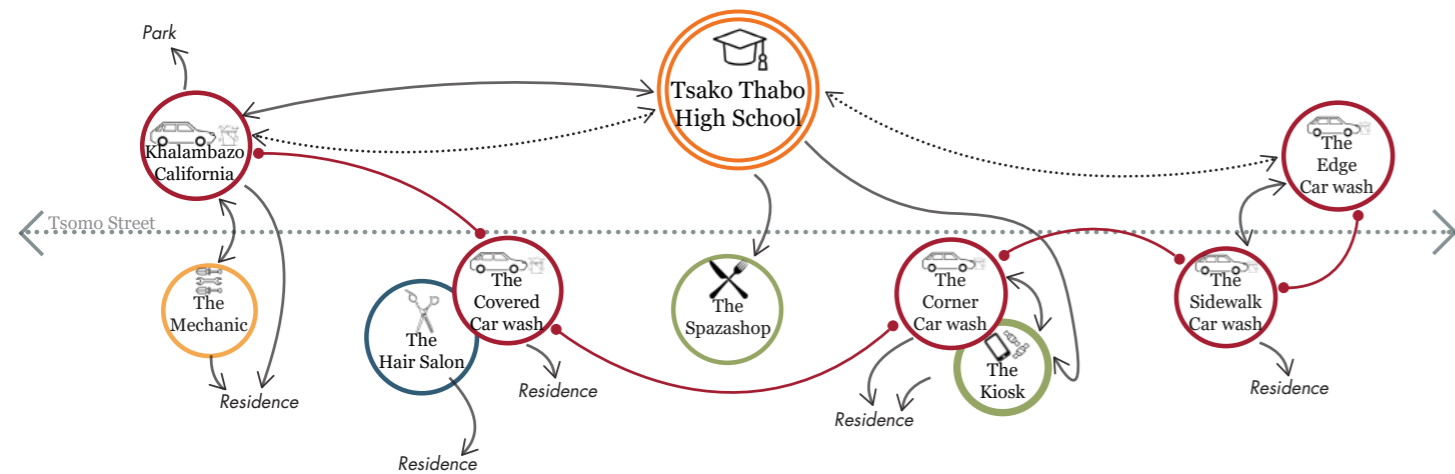 Park
Tsako Thabo
High School
Khalambazo
California
The
Edge
Car wash
Tsomo Street
The
Mechanic
The
Hair Salon
The
Covered
Car wash
The
Spazashop
The
Corner
Car wash
The
Kiosk
The
Sidewalk
Car wash
Residence
Residence
Residence
Residence
Residence